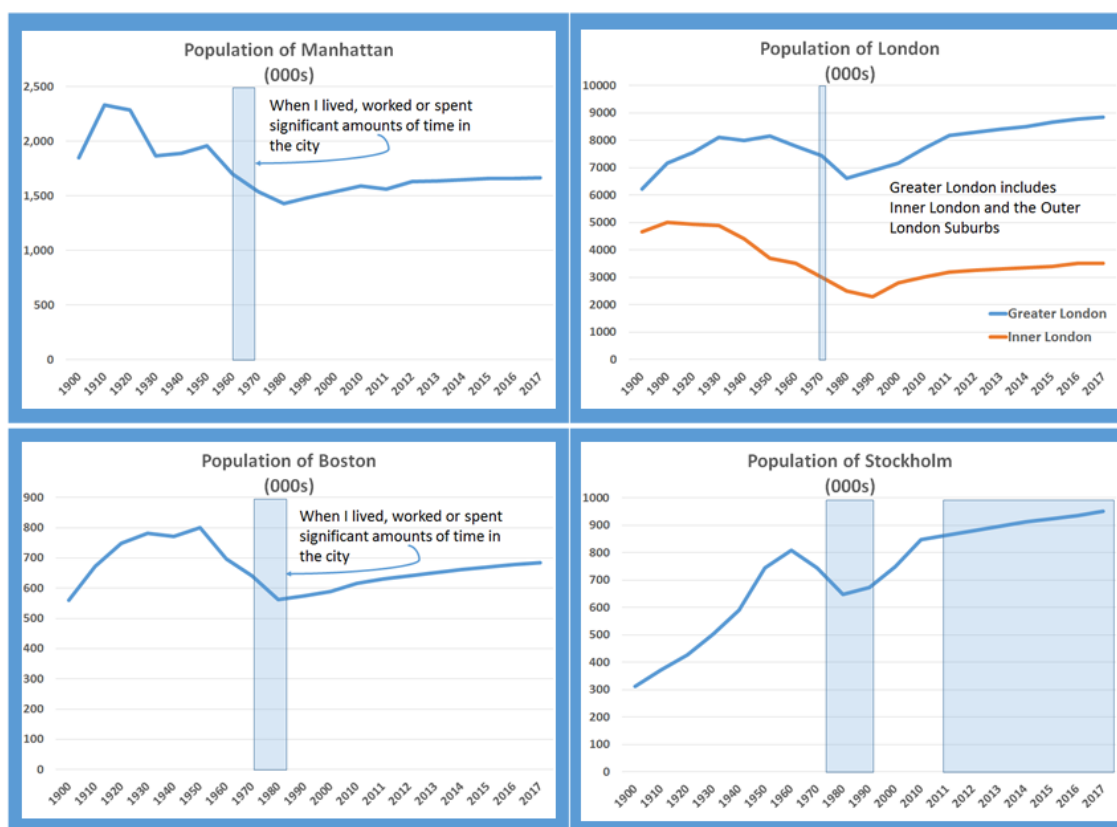 Population of Manhattan
(000s)
2,500
2,000
1,500
1,000
500
0
When I lived, worked or spent
significant amounts of time in
the city
1900 1910 1920 1930 1940 1950 1960 1970 1980 1990 2000 2010 2011 2012 2013 2014 2015 2016 2017
Population of London
(000s)
10000
9000
8000
7000
6000
5000
4000
3000
2000
1000
0
Greater London includes
Inner London and the Outer
London Suburbs
Greater London
Inner London
1900 1900 1920 1930 1940 1950 1960 1970 1980 1990 2000 2010 2011 2012 2013 2014 2015 2016 2017
Population of Boston
(000s)
900
800
700
600
500
400
300
200
100
0
When I lived, worked or spent
significant amounts of time in
the city
1900 1910 1920 1930 1940 1950 1960 1970 1980 1990 2000 2010 2011 2012 2013 2014 2015 2016 2017
Population of Stockholm
(000s)
1000
900
800
700
600
500
400
300
200
100
0
1900 1910 1920 1930 1940 1950 1960 1970 1980 1990 2000 2010 2011 2012 2013 2014 2015 2016 2017